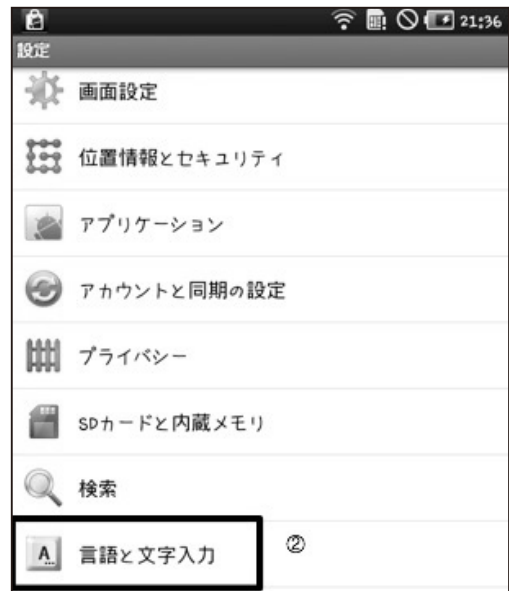 21:36
設定
画面設定
位置情報とセキュリティ
アプリケーション
アカウントと同期の設定
プライバシー
SDカードと内蔵メモリ
検索
A
言語と文字入力
②